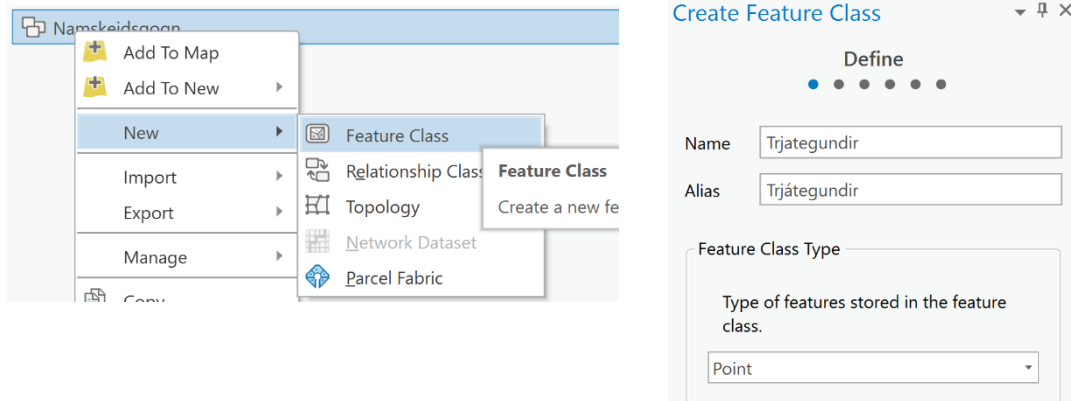 Namskeidsgogn
Add To Map
Add To New
New
Import
Export
Manage
Copy
Feature Class
Relationship Class
Topology
Network Dataset
Parcel Fabric
Feature Class
Create a new fe
Create Feature Class
Define
Name Trjategundir
Alias Trjátegundir
Feature Class Type
Type of features stored in the feature
class.
Point